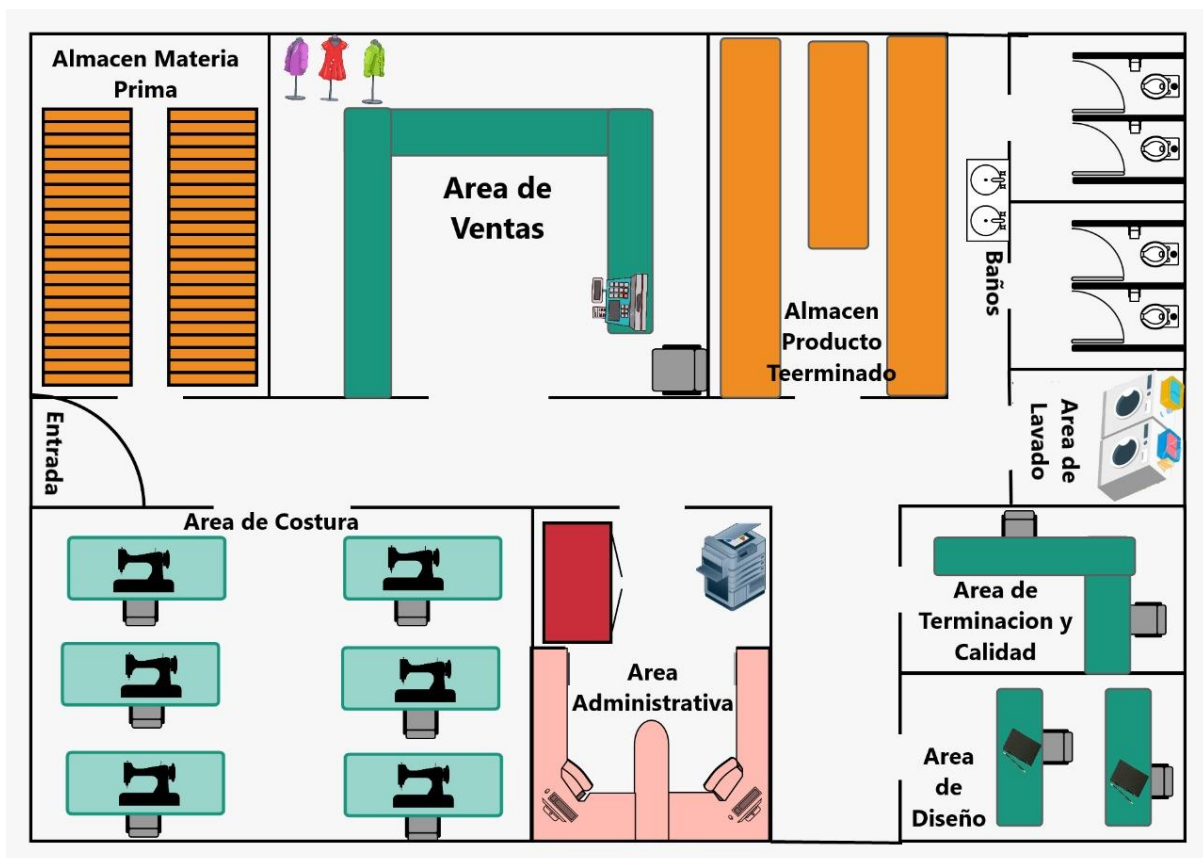 Almacen Materia
Prima
Area de
Ventas
Almacen
Producto
Teerminado
Baños
Area de
Lavado
Entrada
Area de Costura
Area
Administrativa
Area de
Terminacion y
Calidad
Area
de
Diseño